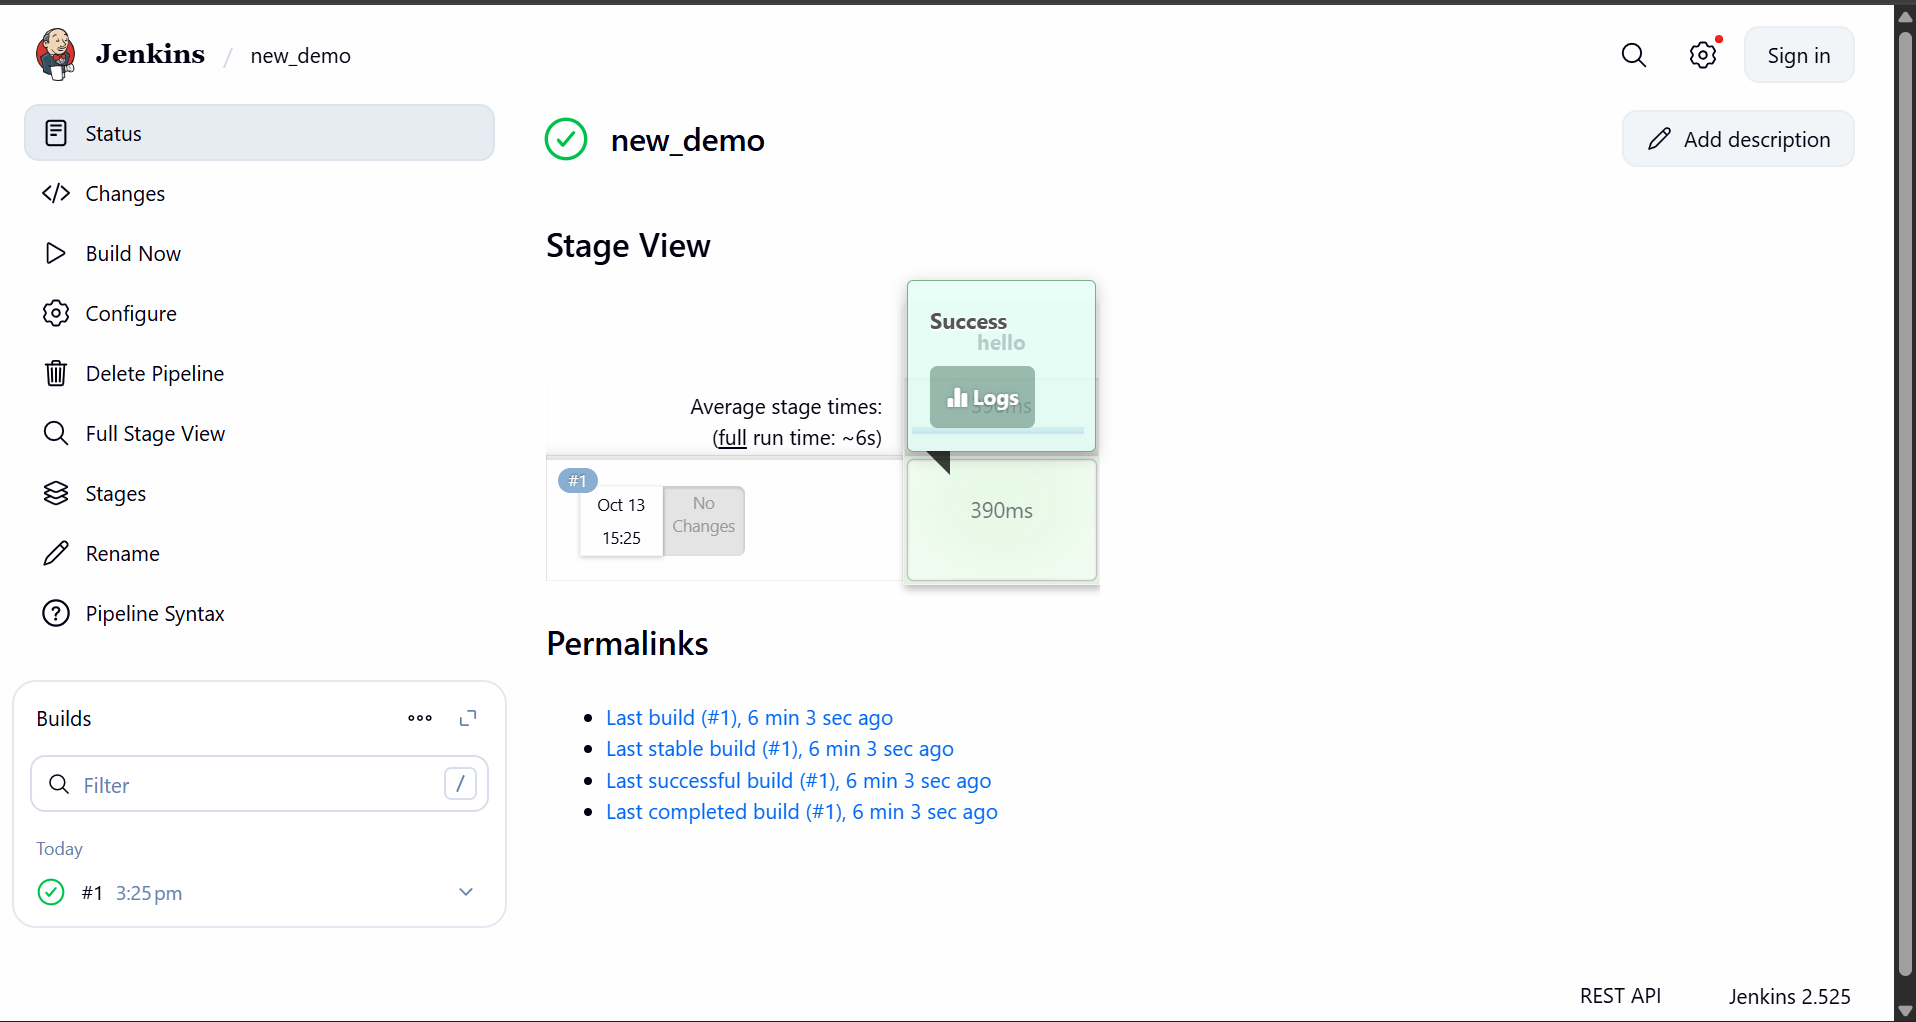 Jenkins / new_demo
Sign in
Status
Changes
Build Now
Configure
Delete Pipeline
Full Stage View
Stages
Rename
Pipeline Syntax
Builds
Filter
/
Today
#1 3:25 pm
new_demo
Add description
Stage View
Success
hello
Logs
Average stage times:
(full run time: ~6s)
#1
Oct 13
15:25
No
Changes
390ms
Permalinks
Last build (#1), 6 min 3 sec ago
Last stable build (#1), 6 min 3 sec ago
Last successful build (#1), 6 min 3 sec ago
Last completed build (#1), 6 min 3 sec ago
REST API
Jenkins 2.525